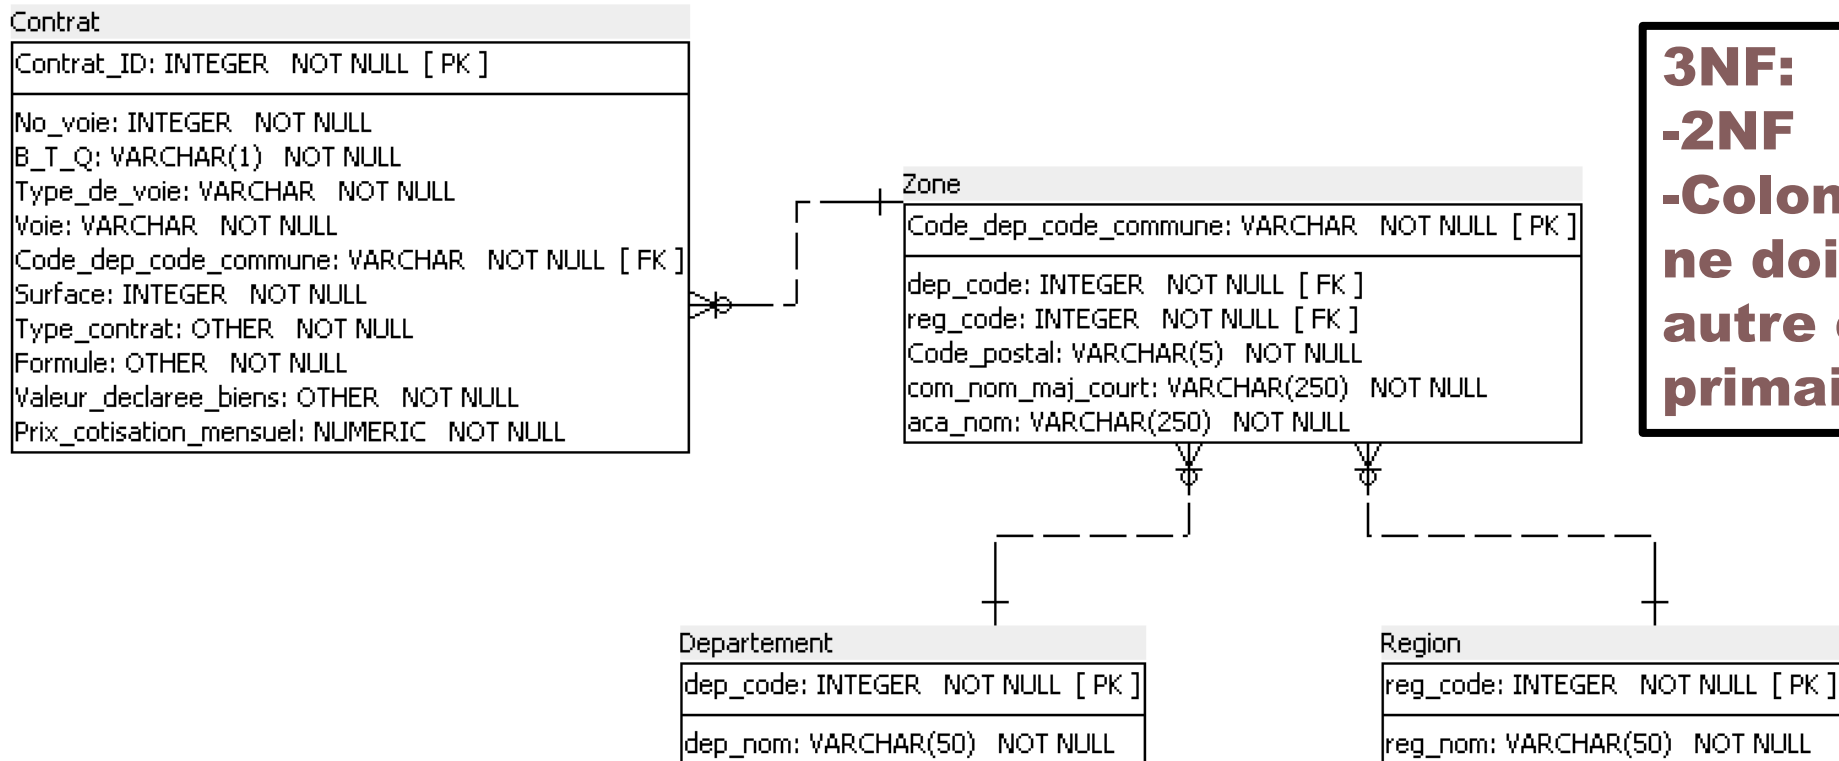 Contrat
Contrat_ID: INTEGER NOT NULL [ PK ]
No_voie: INTEGER NOT NULL
B_T_Q: VARCHAR(1) NOT NULL
Type_de_voie: VARCHAR NOT NULL
Voie: VARCHAR NOT NULL
Code_dep_code_commune: VARCHAR NOT NULL [ FK ]
Surface: INTEGER NOT NULL
Type_contrat: OTHER NOT NULL
Formule: OTHER NOT NULL
Valeur_declaree_biens: OTHER NOT NULL
Prix_cotisation_mensuel: NUMERIC NOT NULL
Zone
Code_dep_code_commune: VARCHAR NOT NULL [ PK ]
dep_code: INTEGER NOT NULL [ FK ]
reg_code: INTEGER NOT NULL [ FK ]
Code_postal: VARCHAR(5) NOT NULL
com_nom_maj_court: VARCHAR(250) NOT NULL
aca_nom: VARCHAR(250) NOT NULL
3NF:
-2NF
-Colon
ne doi
autre
primai
Departement
dep_code: INTEGER NOT NULL [ PK ]
dep_nom: VARCHAR(50) NOT NULL
Region
reg_code: INTEGER NOT NULL [ PK ]
reg_nom: VARCHAR(50) NOT NULL